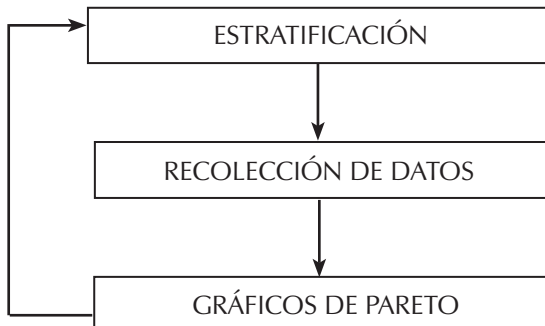 ESTRATIFICACIÓN
RECOLECCIÓN DE DATOS
GRÁFICOS DE PARETO